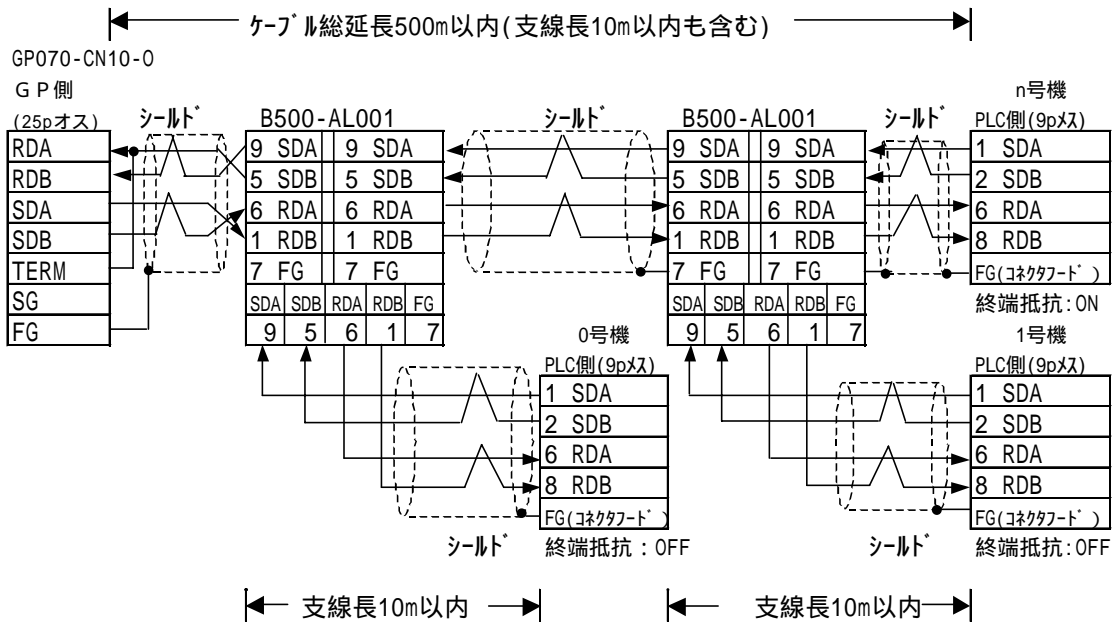 ケーブル総延長500m以内(支線長10m以内も含む)
GP070-CN10-O
GP側
(25pオス)
シールド
B500-AL001
シールド
B500-AL001
シールド
n号機
PLC側(9pメス)
RDA
9 SDA 9 SDA
9 SDA 9 SDA
1 SDA
RDB
5 SDB 5 SDB
5 SDB 5 SDB
2 SDB
SDA
6 RDA 6 RDA
6 RDA 6 RDA
6 RDA
SDB
1 RDB 1 RDB
1 RDB 1 RDB
8 RDB
TERM
7 FG 7 FG
7 FG 7 FG
FG(コネクタフード)
SG
SDA SDB RDA RDB FG
SDA SDB RDA RDB FG
終端抵抗:ON
FG
9 5 6 1 7
9 5 6 1 7
0号機
PLC側(9pメス)
1 SDA
2 SDB
6 RDA
8 RDB
FG(コネクタフード)
シールド
終端抵抗:OFF
1号機
PLC側(9pメス)
1 SDA
2 SDB
6 RDA
8 RDB
FG(コネクタフード)
シールド
終端抵抗:OFF
支線長10m以内
支線長10m以内